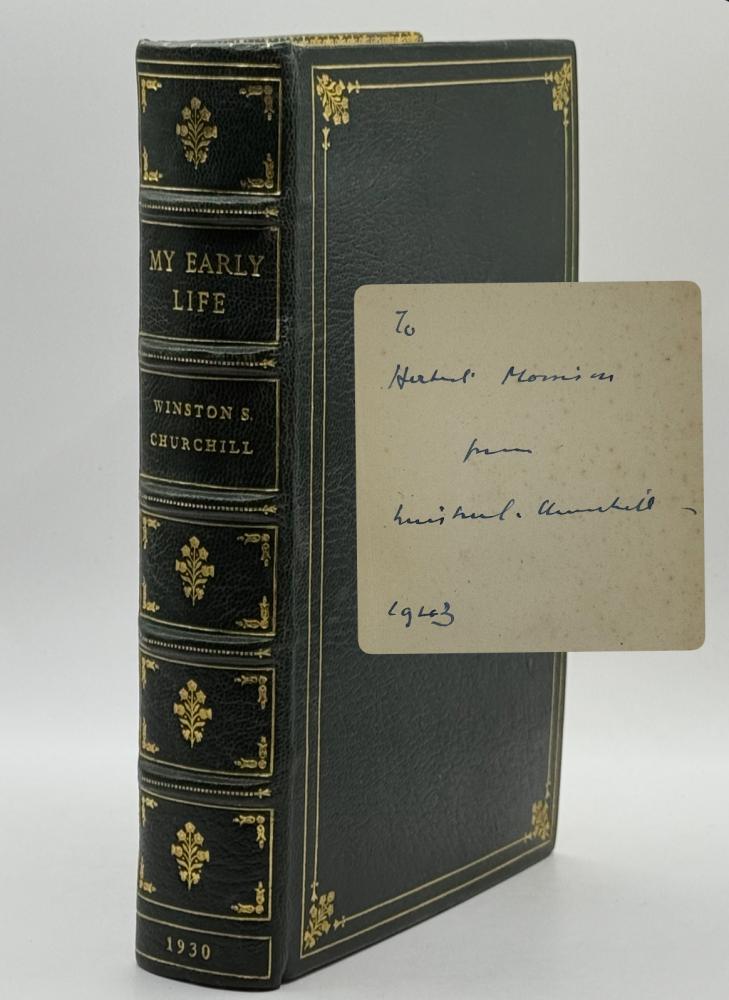 MY EARLY
LIFE
WINSTON S.
CHURCHILL
1930
To
Herbert Morrison
from
Winston S. Churchill
1943